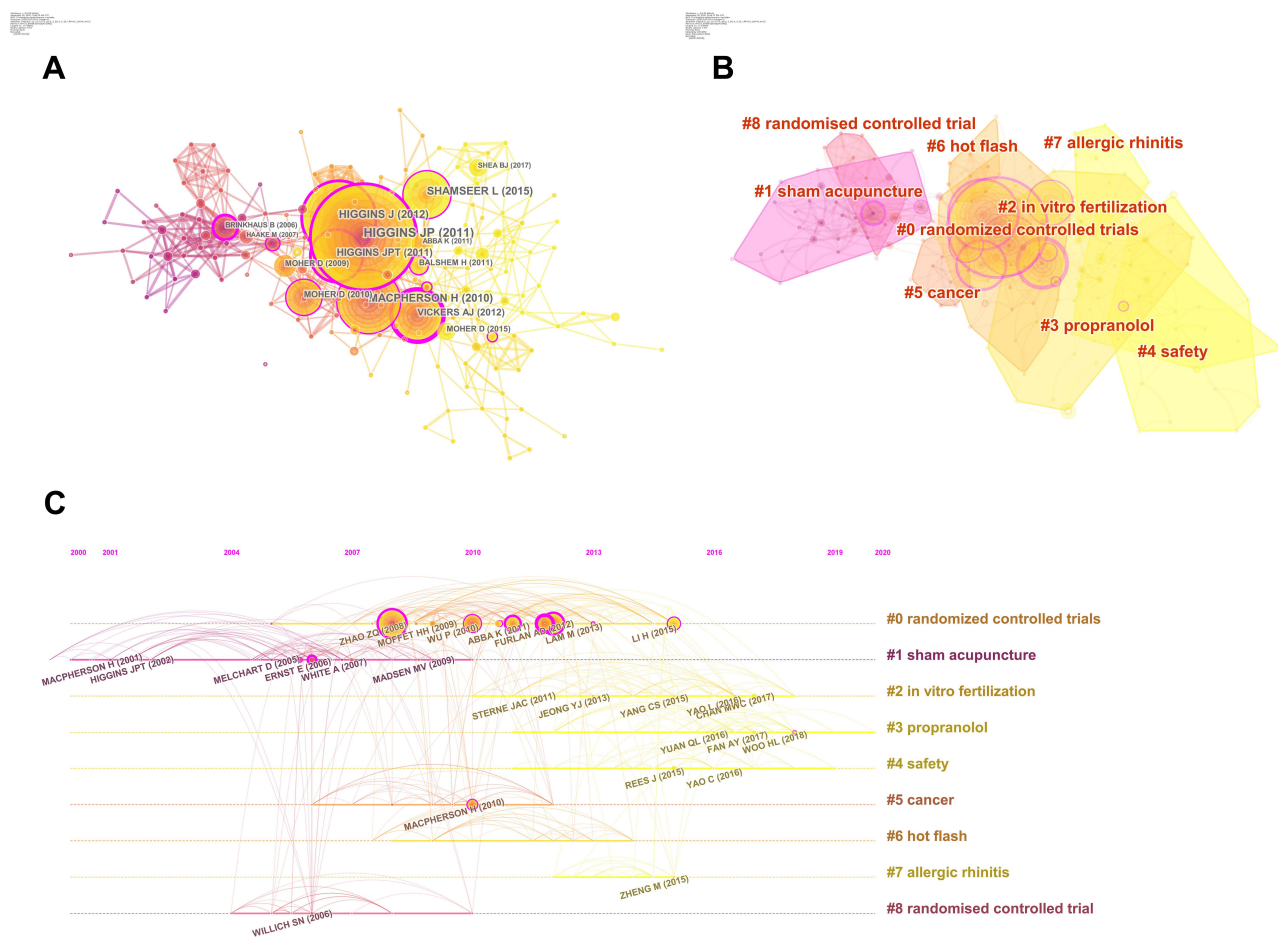 A
B
SHEA BJ (2017)
SHAMSEER L (2015)
HIGGINS J (2012)
BRINKHAUS B (2006)
HIGGINS JP (2011)
HAAKE M (2007)
ABBA K (2011)
HIGGINS JPT (2011)
MOHER D (2009)
BALSHEM H (2011)
MOHER D (2010)
MACPHERSON H (2010)
VICKERS AJ (2012)
MOHER D (2015)
#8 randomised controlled trial
#6 hot flash
#7 allergic rhinitis
#1 sham acupuncture
#2 in vitro fertilization
#0 randomized controlled trials
#5 cancer
#3 propranolol
#4 safety
C
2000 2001 2004 2007 2010 2013 2016 2019 2020
#0 randomized controlled trials
ZHAO ZQ (2008)
MOFFET HH (2009)
WU P (2010)
ABBA K (2011)
FURLAN AD (2012)
LAM M (2013)
LI H (2015)
#1 sham acupuncture
MACPHERSON H (2001)
HIGGINS JPT (2002)
MELCHART D (2005)
ERNST E (2006)
WHITE A (2007)
MADSEN MV (2009)
#2 in vitro fertilization
STERNE JAC (2011)
JEONG YJ (2013)
YANG CS (2015)
YAO L (2016)
CHAN MWC (2017)
#3 propranolol
YUAN QL (2016)
FAN AY (2017)
WOO HL (2018)
#4 safety
REES J (2015)
YAO C (2016)
#5 cancer
MACPHERSON H (2010)
#6 hot flash
#7 allergic rhinitis
ZHENG M (2015)
#8 randomised controlled trial
WILLICH SN (2006)